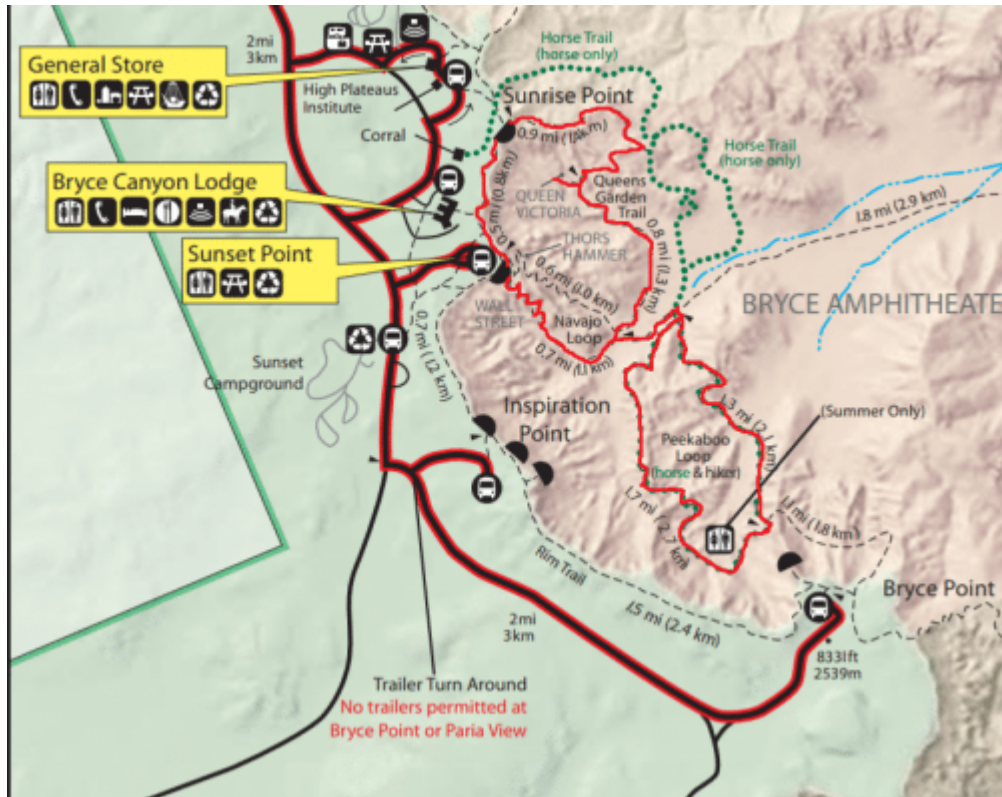 2mi
3km
General Store
High Plateaus
Institute
Corral
Horse Trail
(horse only)
Sunrise Point
0.9 mi (1.4km)
Horse Trail
(horse only)
Bryce Canyon Lodge
QUEEN
VICTORIA
Queens
Garden
Trail
0.5mi (0.8km)
0.8 mi (1.3 km)
1.8 mi (2.9 km)
Sunset Point
THORS
HAMMER
0.6 mi (1.0 km)
WALL
STREET
Navajo
Loop
0.7 mi (1.1 km)
BRYCE AMPHITHEATE
0.7 mi (1.2 km)
Sunset
Campground
Inspiration
Point
1.3 mi (2.1 km)
(Summer Only)
Peekaboo
Loop
(horse & hiker)
1.7 mi (2.7 km)
1.1 mi (1.8 km)
Rim Trail
1.5 mi (2.4 km)
Bryce Point
2mi
3km
8331ft
2539m
Trailer Turn Around
No trailers permitted at
Bryce Point or Paria View